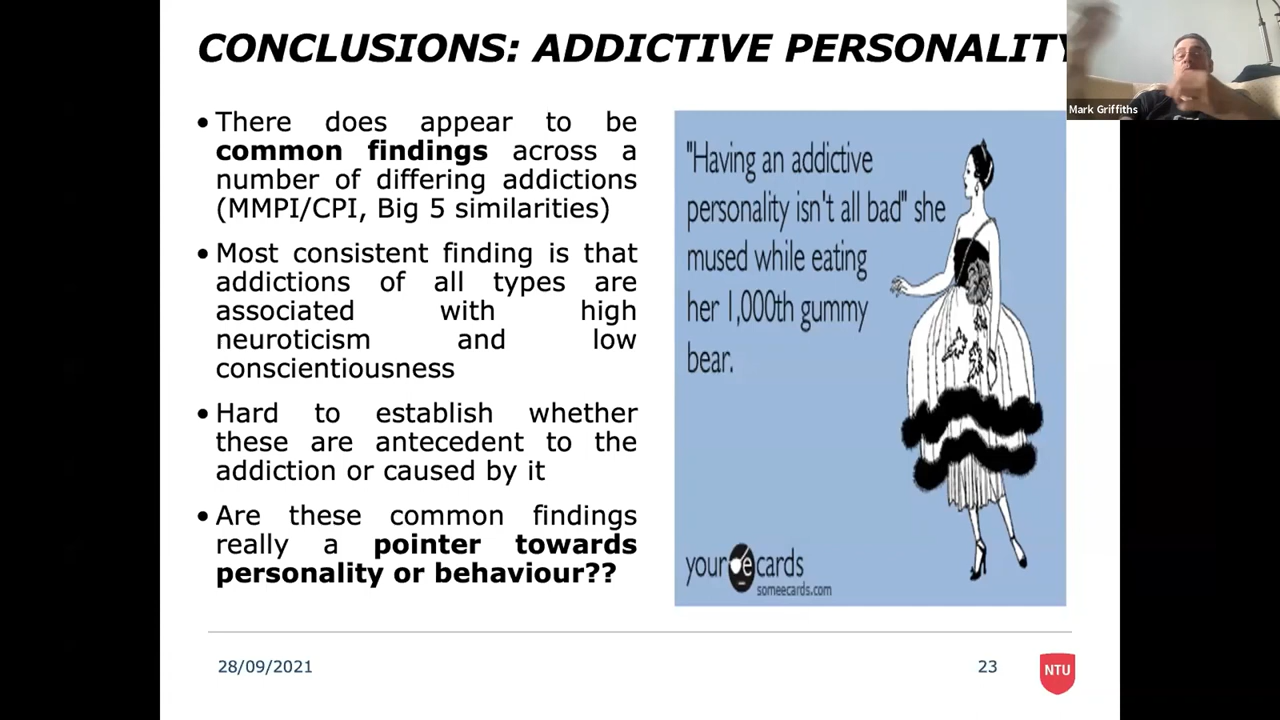 CONCLUSIONS: ADDICTIVE PERSONALITY
Mark Griffiths
• There does appear to be
common findings across a
number of differing addictions
(MMPI/CPI, Big 5 similarities)
• Most consistent finding is that
addictions of all types are
associated with high
neuroticism and low
conscientiousness
• Hard to establish whether
these are antecedent to the
addiction or caused by it
• Are these common findings
really a pointer towards
personality or behaviour??
"Having an addictive
personality isn't all bad" she
mused while eating
her 1,000th gummy
bear.
your e cards
someecards.com
28/09/2021
23
NTU